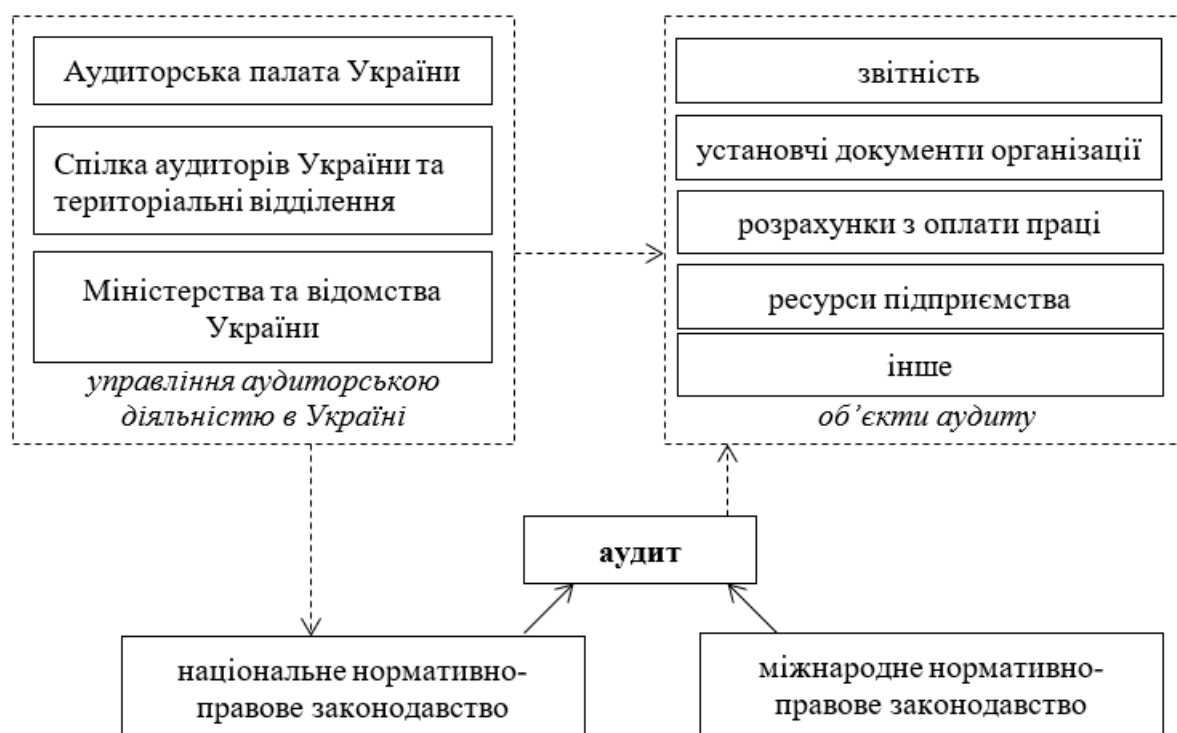 Аудиторська палата України
Спілка аудиторів України та
територіальні відділення
Міністерства та відомства
України
управління аудиторською
діяльністю в Україні
звітність
установчі документи організації
розрахунки з оплати праці
ресурси підприємства
інше
об’єкти аудиту
аудит
національне нормативно-
правове законодавство
міжнародне нормативно-
правове законодавство